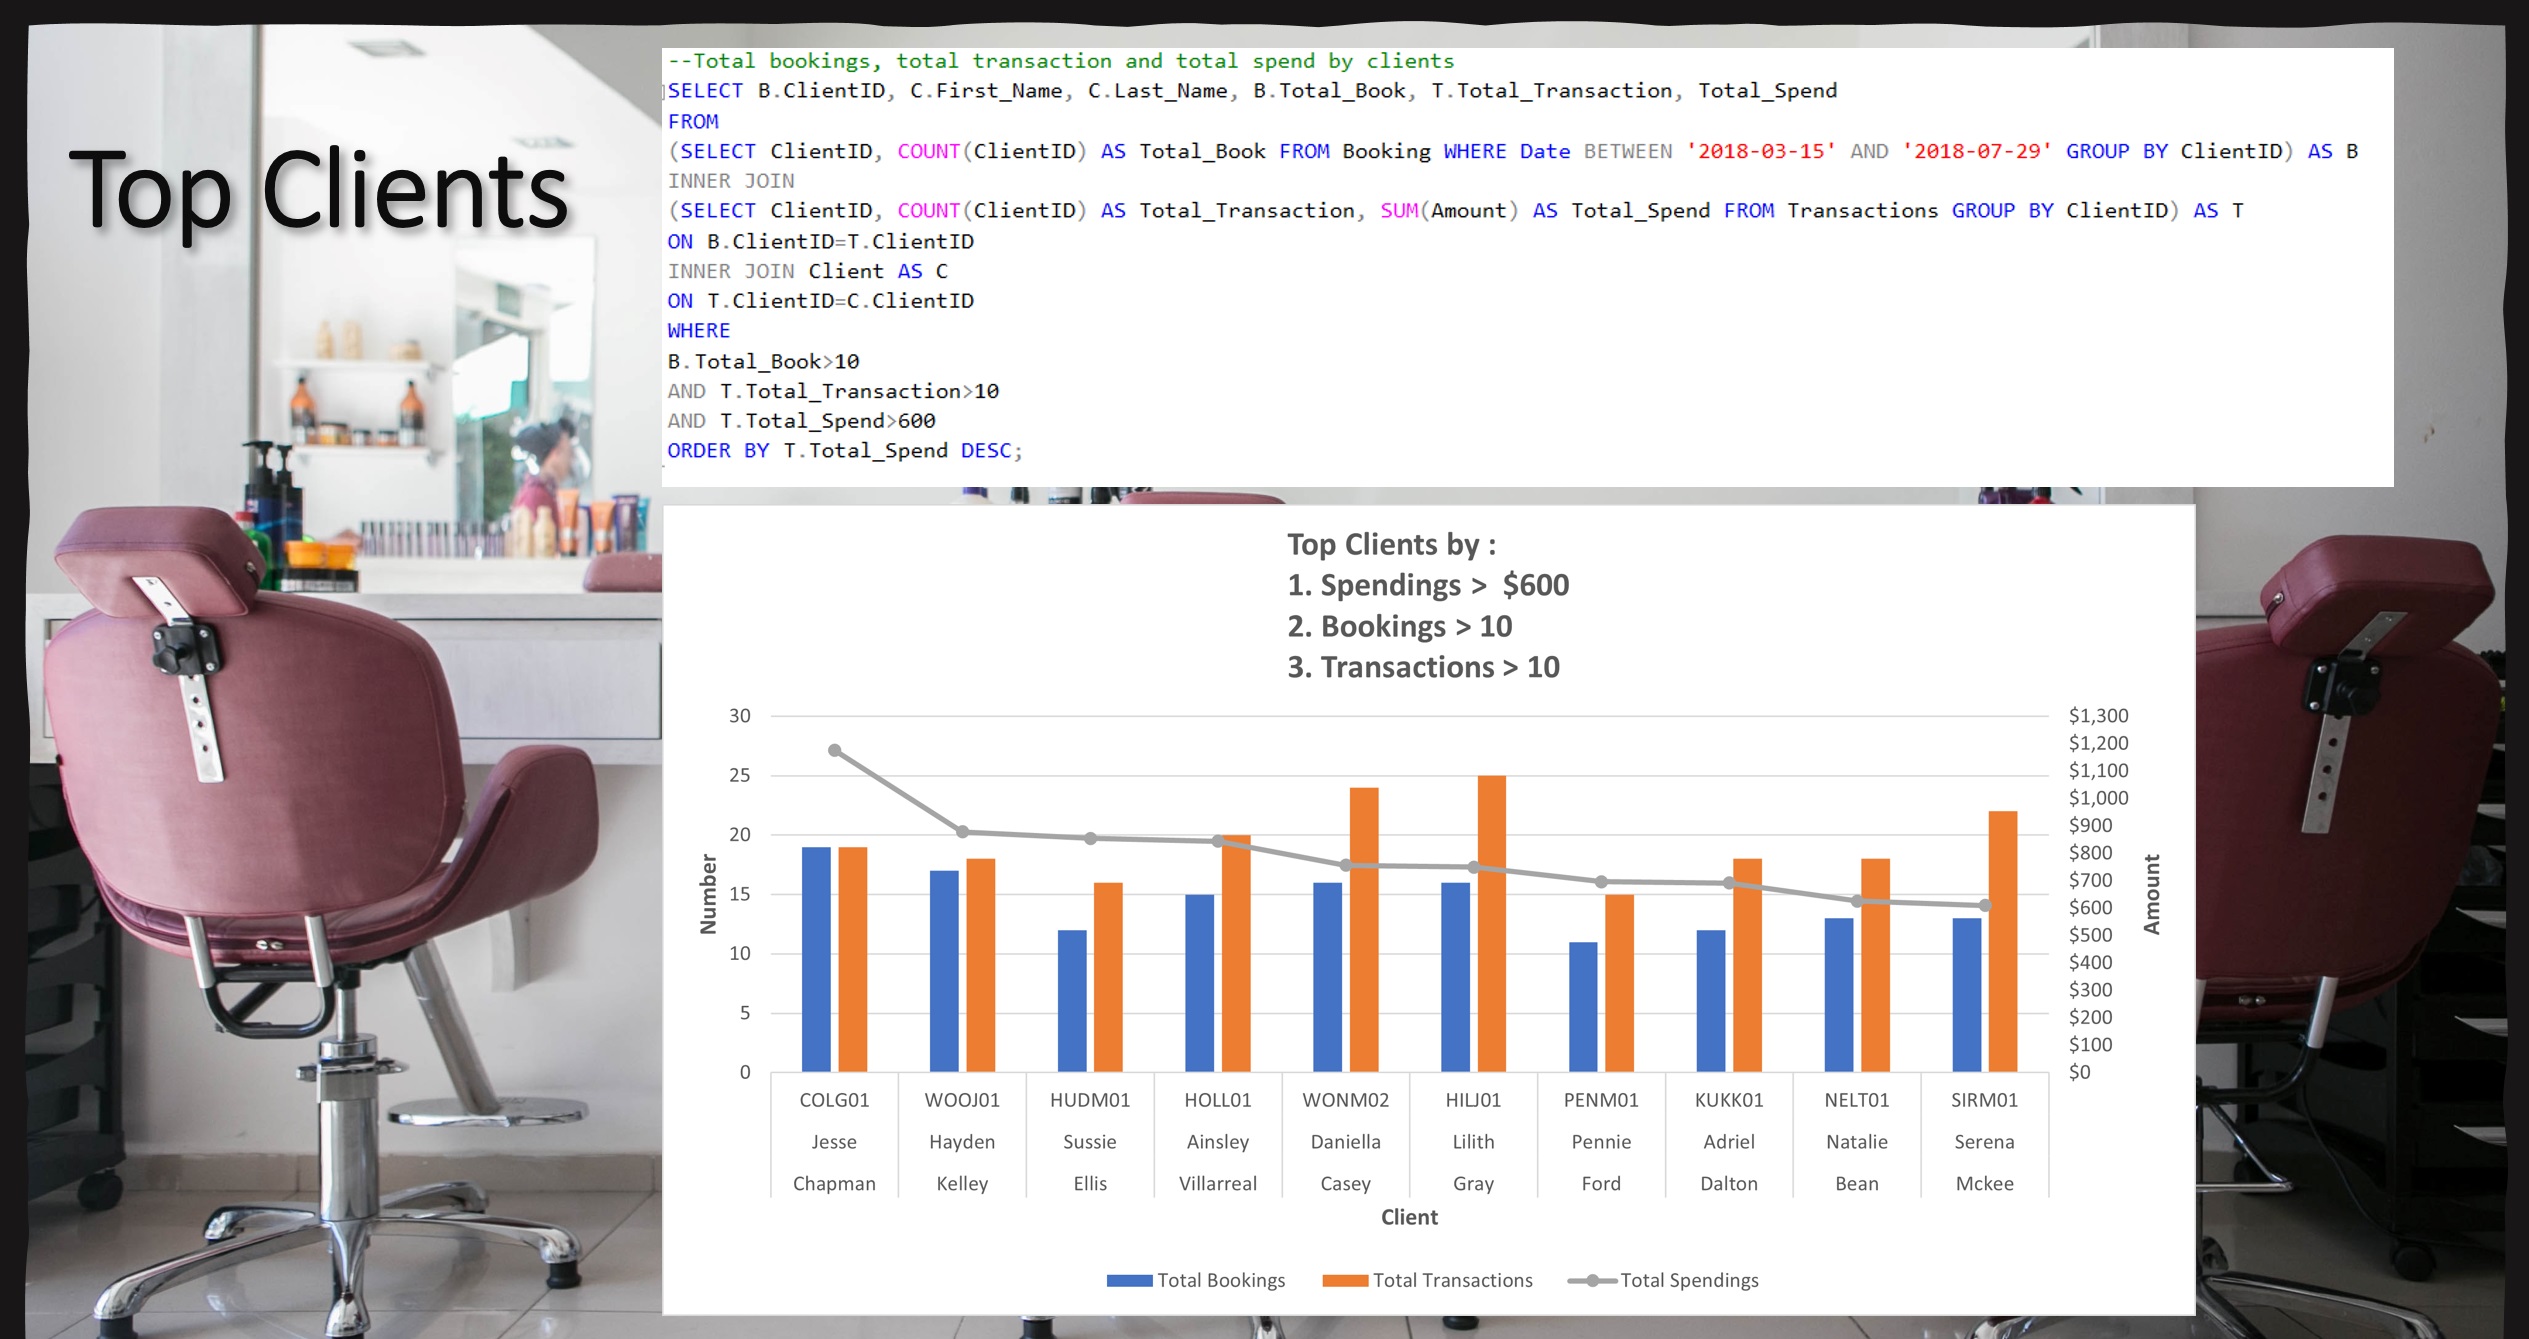 Top Clients
--Total bookings, total transaction and total spend by clients
SELECT B.ClientID, C.First_Name, C.Last_Name, B.Total_Book, T.Total_Transaction, Total_Spend
FROM
(SELECT ClientID, COUNT(ClientID) AS Total_Book FROM Booking WHERE Date BETWEEN '2018-03-15' AND '2018-07-29' GROUP BY ClientID) AS B
INNER JOIN
(SELECT ClientID, COUNT(ClientID) AS Total_Transaction, SUM(Amount) AS Total_Spend FROM Transactions GROUP BY ClientID) AS T
ON B.ClientID=T.ClientID
INNER JOIN Client AS C
ON T.ClientID=C.ClientID
WHERE
B.Total_Book>10
AND T.Total_Transaction>10
AND T.Total_Spend>600
ORDER BY T.Total_Spend DESC;
Top Clients by :
1. Spendings > $600
2. Bookings > 10
3. Transactions > 10
30
25
20
15
10
5
0
Number
$1,300
$1,200
$1,100
$1,000
$900
$800
$700
$600
$500
$400
$300
$200
$100
$0
Amount
COLG01 WOOJ01 HUDM01 HOLL01 WONM02 HILJ01 PENM01 KUKK01 NELT01 SIRM01
Jesse Hayden Sussie Ainsley Daniella Lilith Pennie Adriel Natalie Serena
Chapman Kelley Ellis Villarreal Casey Gray Ford Dalton Bean Mckee
Client
Total Bookings Total Transactions Total Spendings